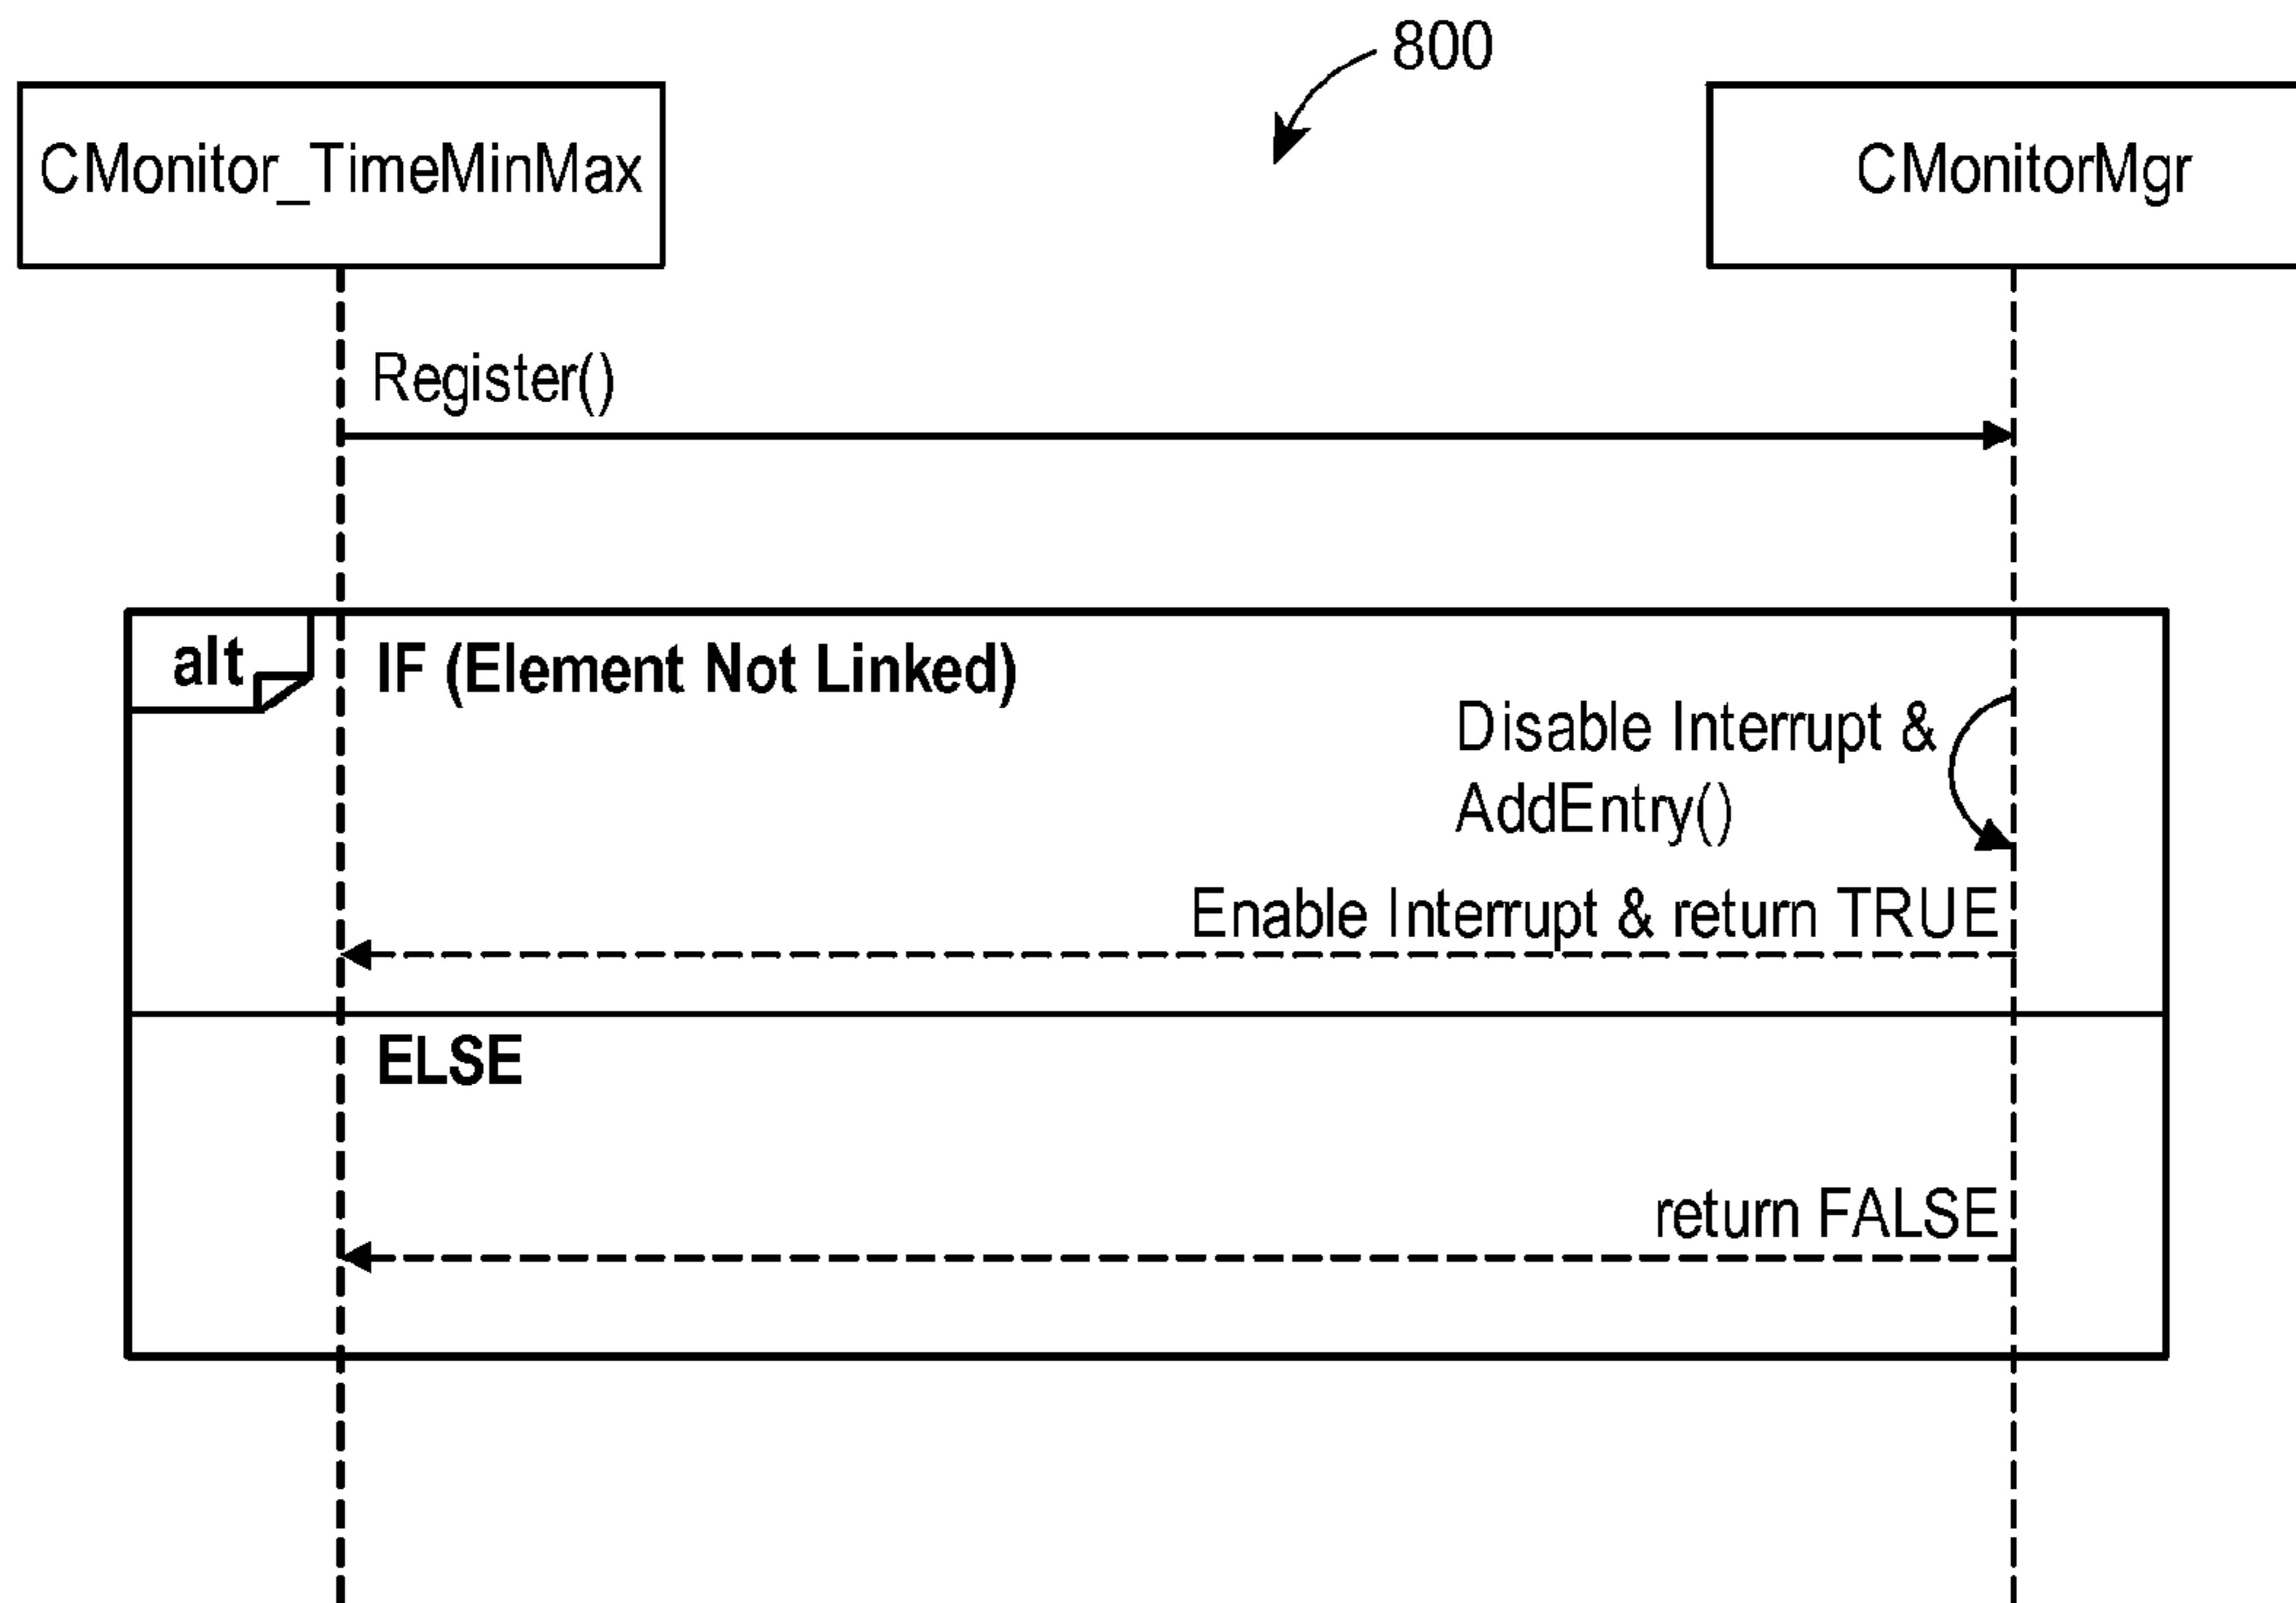 800
CMonitor_TimeMinMax
CMonitorMgr
Register()
alt
IF (Element Not Linked)
Disable Interrupt &
AddEntry()
Enable Interrupt & return TRUE
ELSE
return FALSE